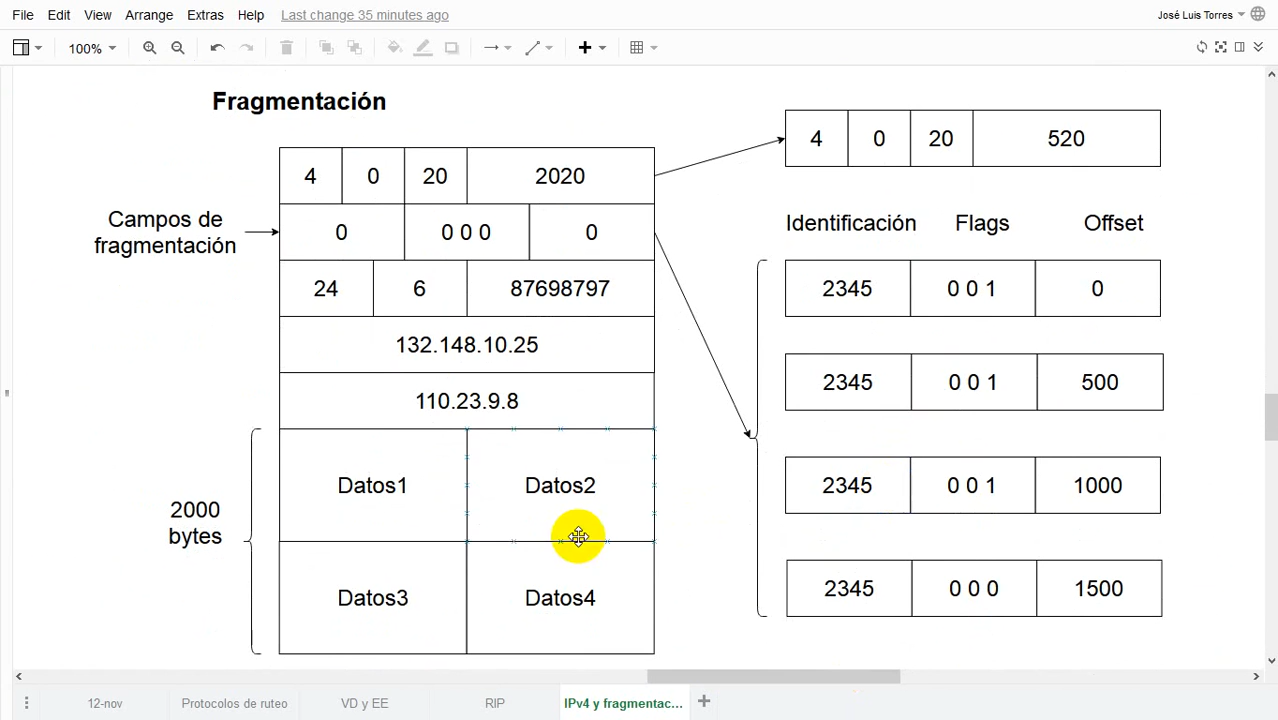 File Edit View Arrange Extras Help Last change 35 minutes ago José Luis Torres
100%
Fragmentación
4 0 20 2020
Campos de
fragmentación
0 0 0 0 0
24 6 87698797
132.148.10.25
110.23.9.8
2000
bytes
Datos1 Datos2
Datos3 Datos4
4 0 20 520
Identificación Flags Offset
2345 0 0 1 0
2345 0 0 1 500
2345 0 0 1 1000
2345 0 0 0 1500
12-nov Protocolos de ruteo VD y EE RIP IPv4 y fragmentac...